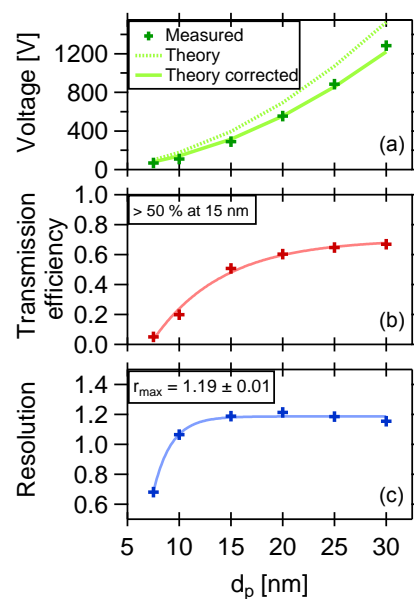 Voltage [V]
1200
800
400
0
Measured
Theory
Theory corrected
(a)
Transmission
efficiency
1.0
0.8
0.6
0.4
0.2
0.0
> 50 % at 15 nm
(b)
Resolution
1.4
1.2
1.0
0.8
0.6
r_max = 1.19 ± 0.01
(c)
5 10 15 20 25 30
d_p [nm]